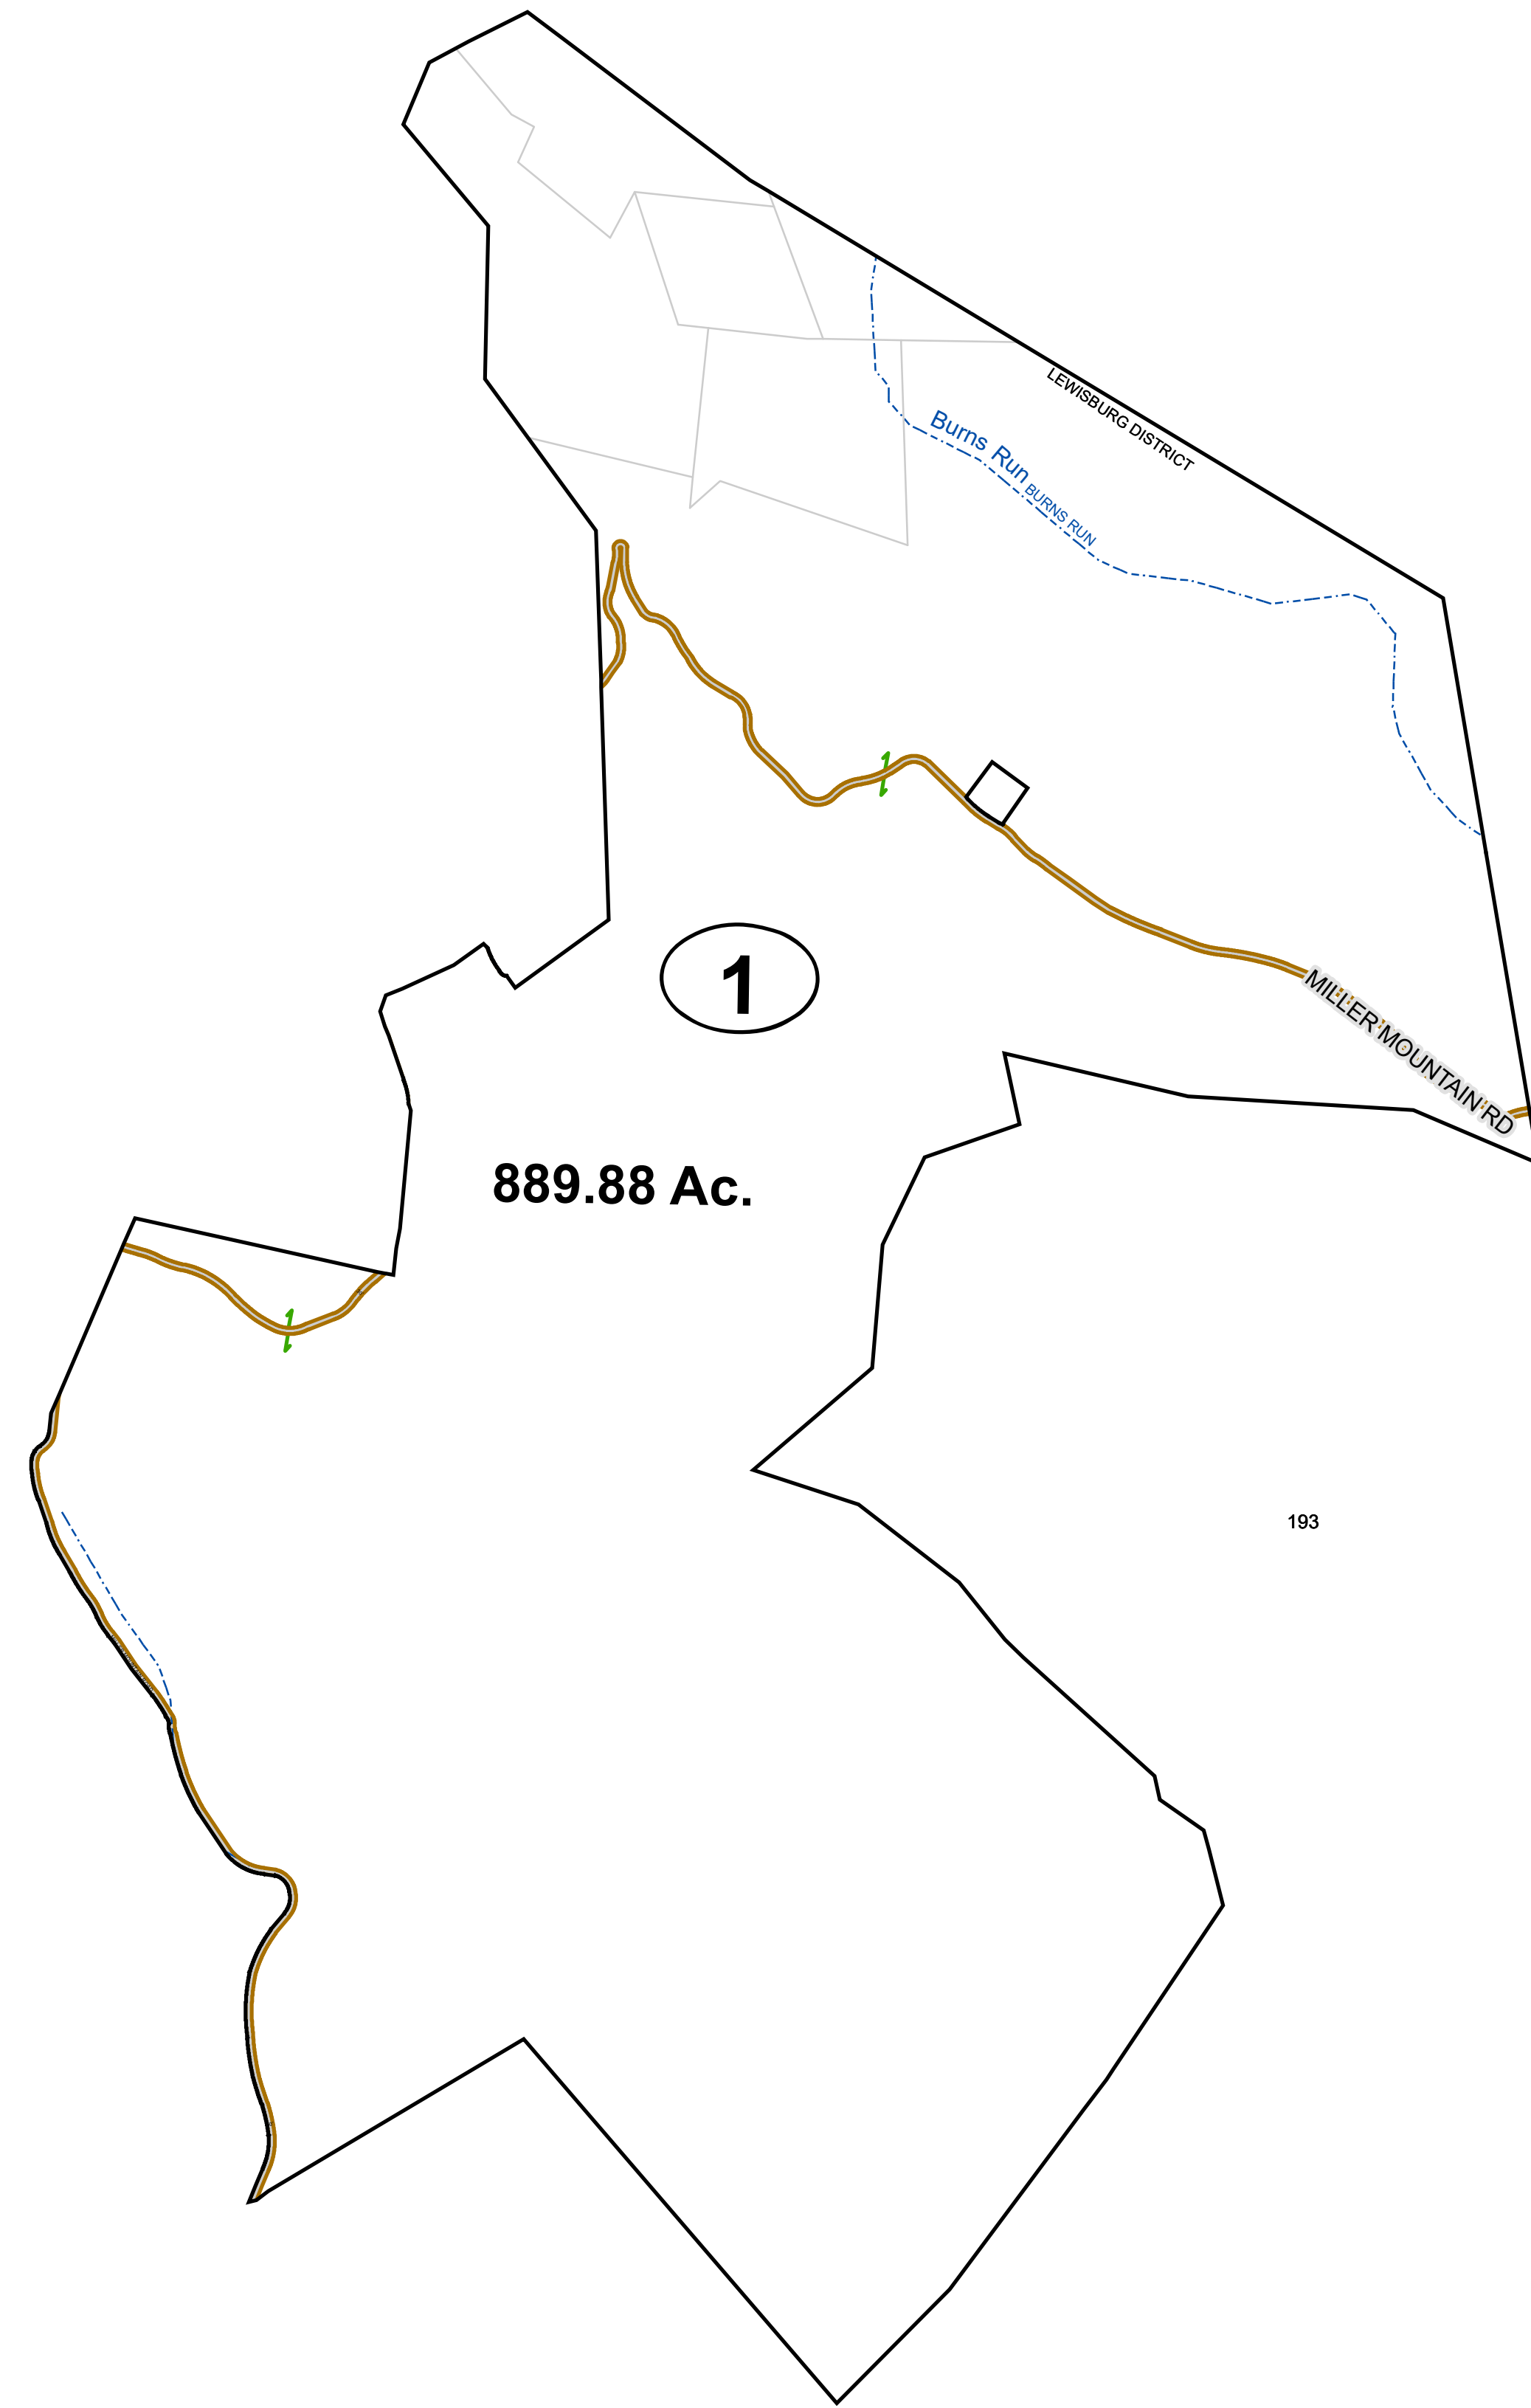 LEWISBURG DISTRICT
Burns Run
BURNS RUN
1
MILLER MOUNTAIN RD
889.88 Ac.
193